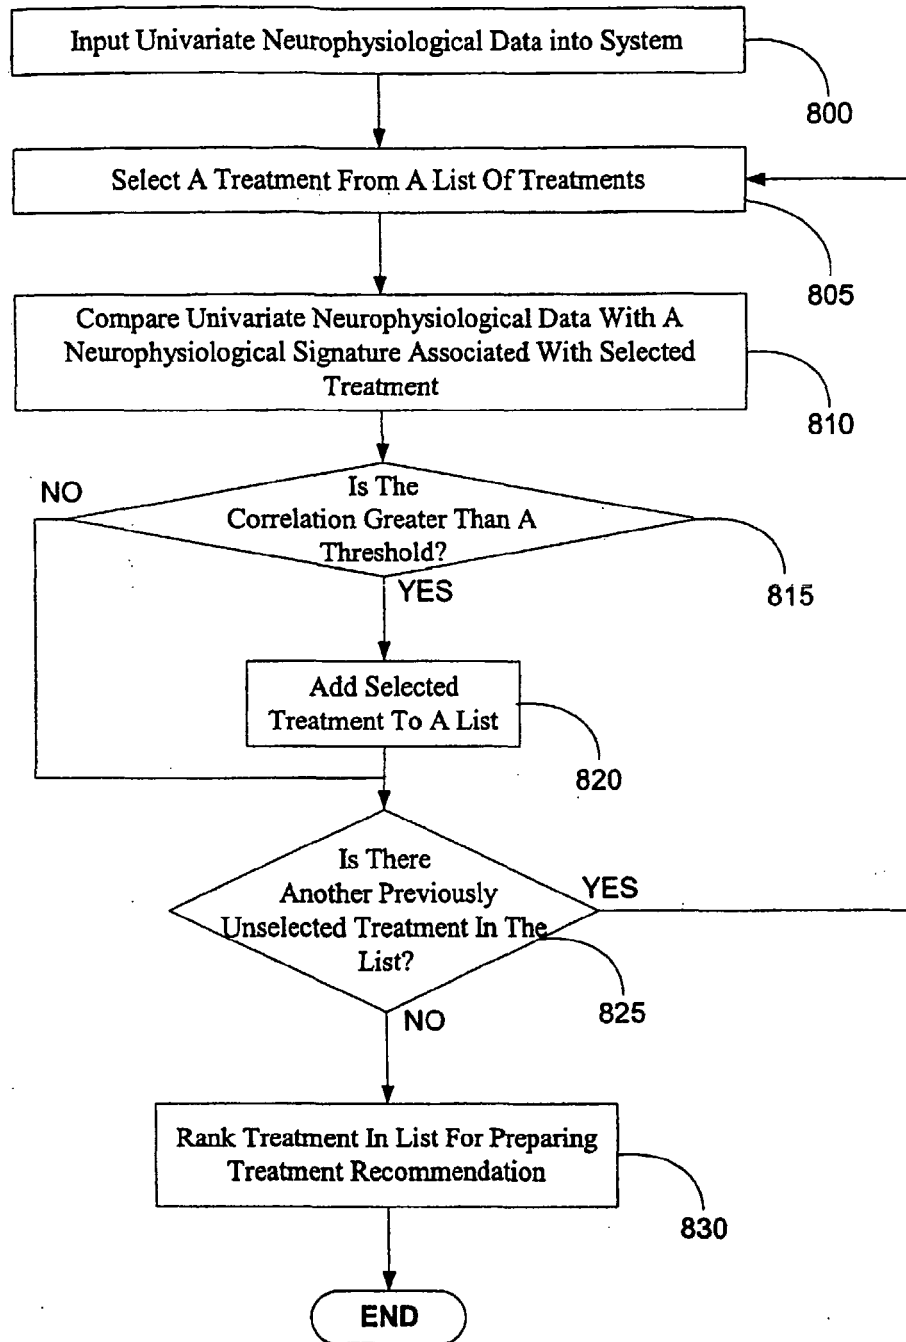 Input Univariate Neurophysiological Data into System
800
Select A Treatment From A List Of Treatments
805
Compare Univariate Neurophysiological Data With A
Neurophysiological Signature Associated With Selected
Treatment
810
NO
Is The
Correlation Greater Than A
Threshold?
815
YES
Add Selected
Treatment To A List
820
Is There
Another Previously
Unselected Treatment In The
List?
YES
825
NO
Rank Treatment In List For Preparing
Treatment Recommendation
830
END